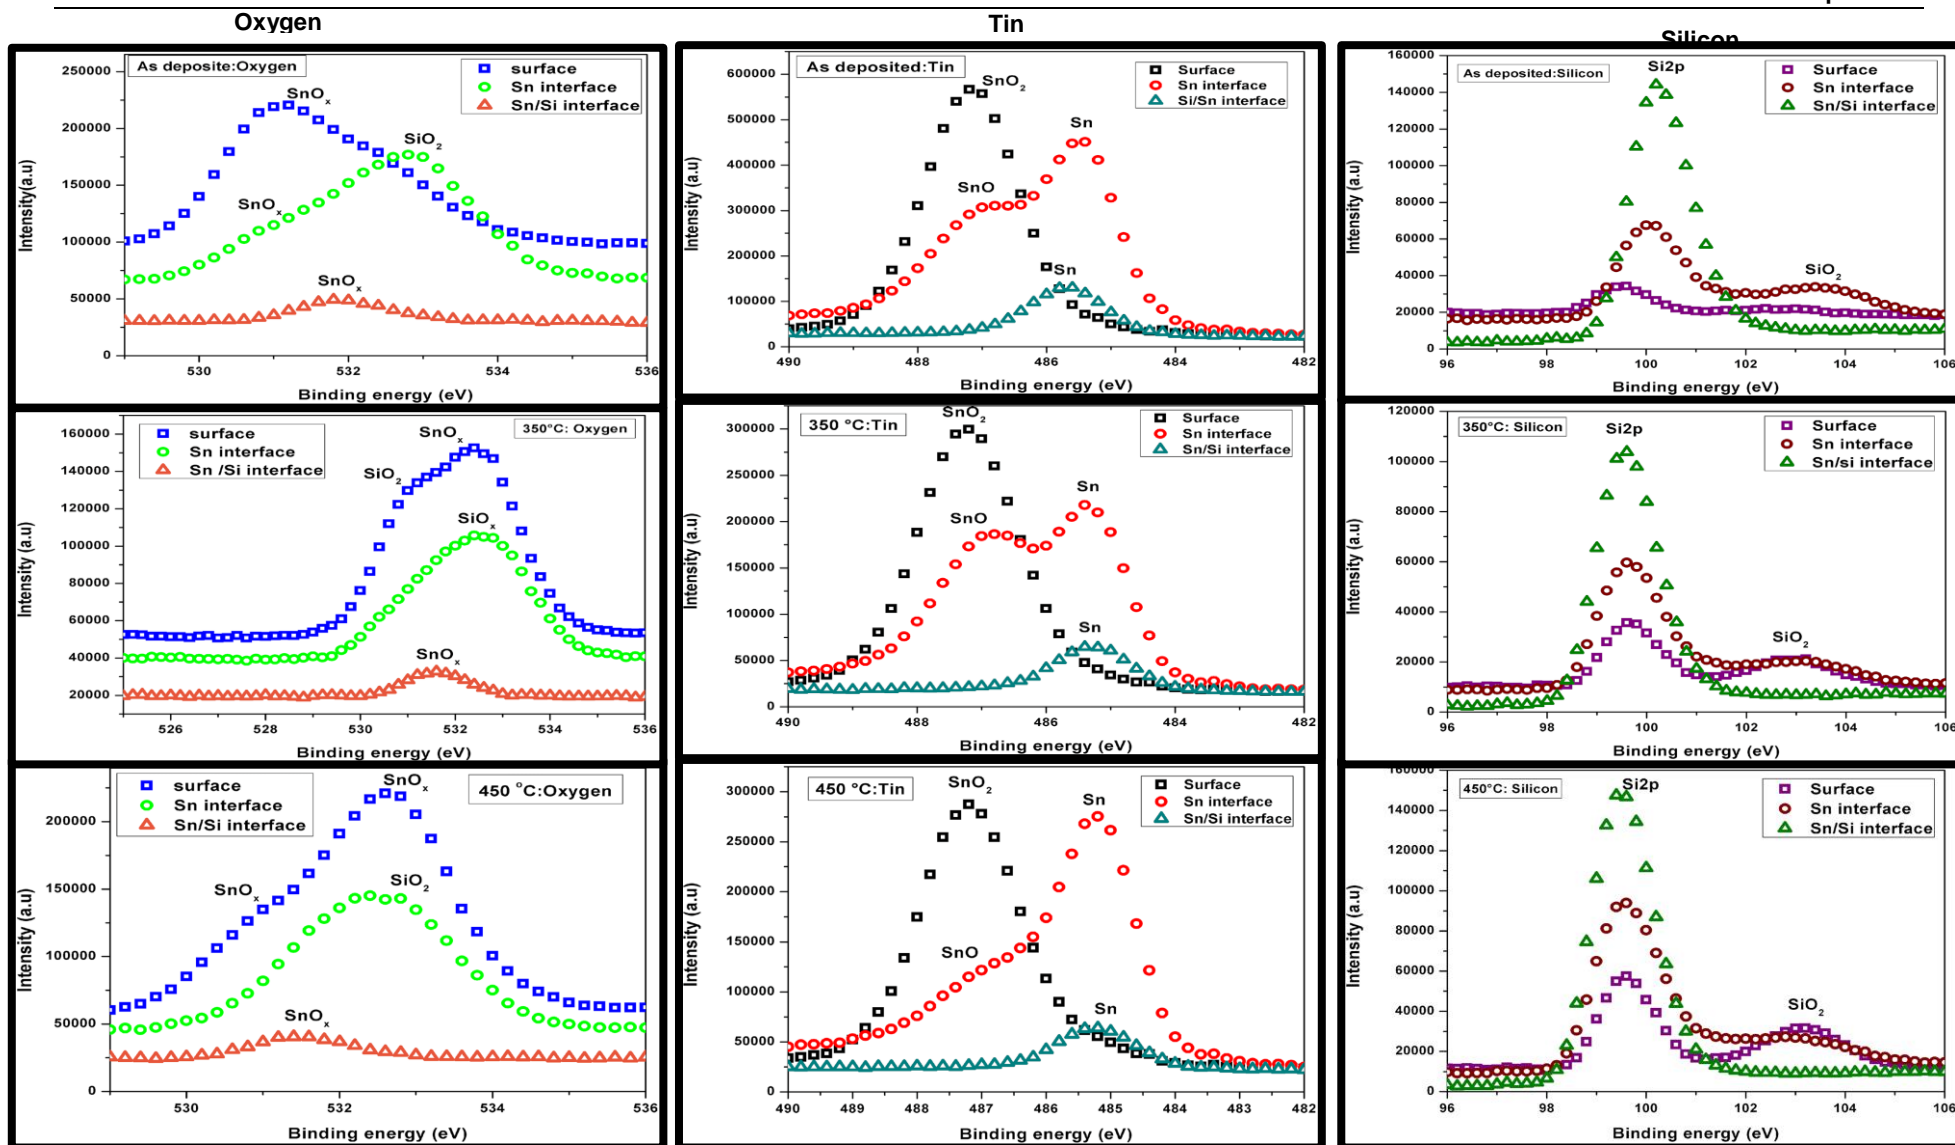 Oxygen
Tin
Silicon
As deposite:Oxygen
surface
Sn interface
Sn/Si interface
SnOx
SiO2
SnOx
SnOx
Intensity(a.u)
250000
200000
150000
100000
50000
0
530
532
534
536
Binding energy (eV)
As deposited:Tin
Surface
Sn interface
Si/Sn interface
SnO2
Sn
SnO
Sn
Intensity (a.u)
600000
500000
400000
300000
200000
100000
0
490
488
486
484
482
Binding energy (eV)
As deposited:Silicon
Surface
Sn interface
Sn/Si interface
Si2p
SiO2
Intensity (a.u)
160000
140000
120000
100000
80000
60000
40000
20000
0
96
98
100
102
104
106
Binding energy (eV)
350°C: Oxygen
surface
Sn interface
Sn /Si interface
SnOx
SiO2
SiOx
SnOx
Intensity (a.u)
160000
140000
120000
100000
80000
60000
40000
20000
526
528
530
532
534
536
Binding energy (eV)
350 °C:Tin
Surface
Sn interface
Sn/Si interface
SnO2
Sn
SnO
Sn
Intensity (a.u)
300000
250000
200000
150000
100000
50000
0
490
488
486
484
482
Binding energy (eV)
350°C: Silicon
Surface
Sn interface
Sn/si interface
Si2p
SiO2
Intensity (a.u)
120000
100000
80000
60000
40000
20000
0
96
98
100
102
104
106
Binding energy (eV)
450 °C:Oxygen
surface
Sn interface
Sn/Si interface
SnOx
SnOx
SiO2
SnOx
Intensity (a.u)
200000
150000
100000
50000
0
530
532
534
536
Binding energy (eV)
450 °C:Tin
Surface
Sn interface
Sn/Si interface
SnO2
Sn
SnO
Sn
Intensity (a.u)
300000
250000
200000
150000
100000
50000
0
490
489
488
487
486
485
484
483
482
Binding energy (eV)
450°C: Silicon
Surface
Sn interface
Sn/Si interface
Si2p
SiO2
Intensity (a.u)
160000
140000
120000
100000
80000
60000
40000
20000
0
96
98
100
102
104
106
Binding energy (eV)